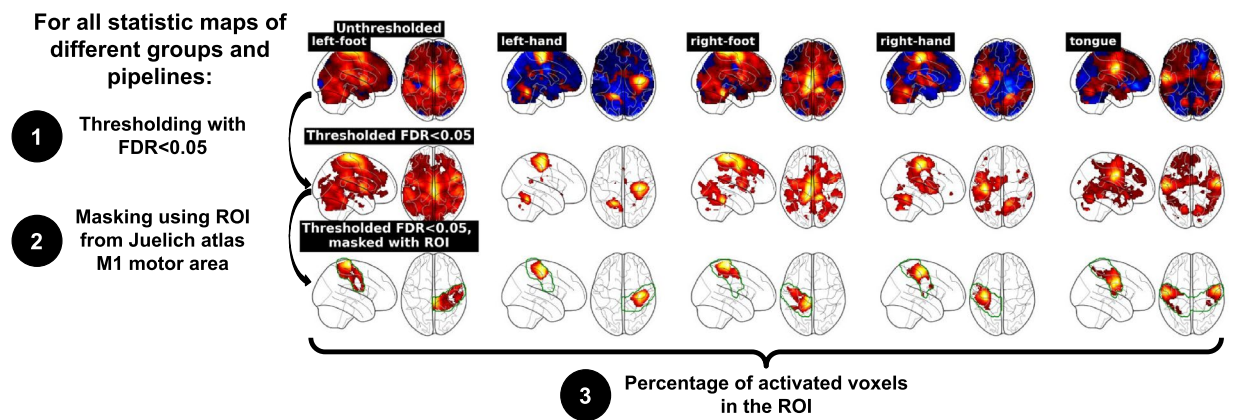 For all statistic maps of
different groups and
pipelines:
1
Thresholding with
FDR<0.05
2
Masking using ROI
from Juelich atlas
M1 motor area
Unthresholded
left-foot
left-hand
right-foot
right-hand
tongue
Thresholded FDR<0.05
Thresholded FDR<0.05,
masked with ROI
3
Percentage of activated voxels
in the ROI